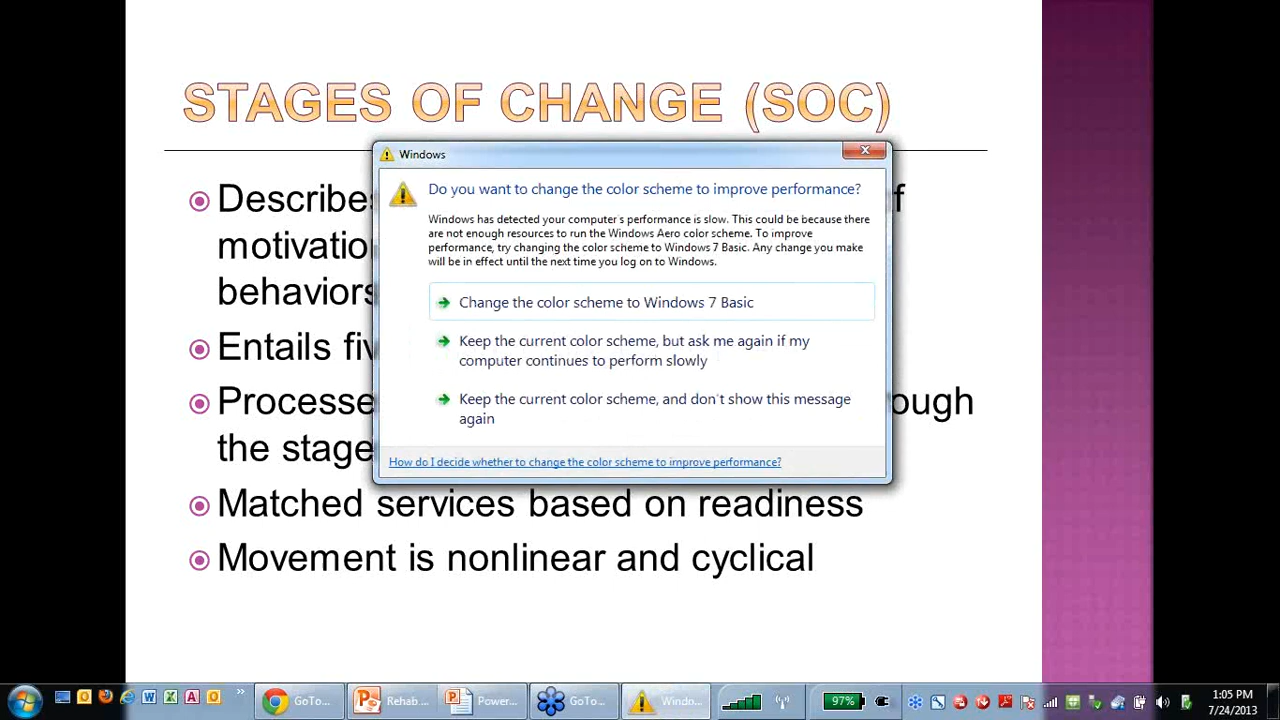 STAGES OF CHANGE (SOC)
Windows
Do you want to change the color scheme to improve performance?
Windows has detected your computer's performance is slow. This could be because there
are not enough resources to run the Windows Aero color scheme. To improve
performance, try changing the color scheme to Windows 7 Basic. Any change you make
will be in effect until the next time you log on to Windows.
Change the color scheme to Windows 7 Basic
Keep the current color scheme, but ask me again if my
computer continues to perform slowly
Keep the current color scheme, and don't show this message
again
How do I decide whether to change the color scheme to improve performance?
Describes
motivatio
behaviors
Entails fiv
Processe ough
the stage
Matched services based on readiness
Movement is nonlinear and cyclical
GoTo... Rehab ... Power... GoTo... Windo... 97% 1:05 PM
7/24/2013